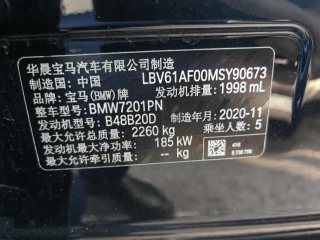 华晨宝马汽车有限公司制造
制造国：中国 LBV61AF00MSY90673
品牌：宝马(BMW)牌 发动机排量：1998 mL
整车型号：BMW7201PN
发动机型号：B48B20D 制造年月：2020-11
最大允许总质量：2260 kg 乘坐人数：5
发动机最大净功率：185 kW
最大允许牵引质量：-- kg
416